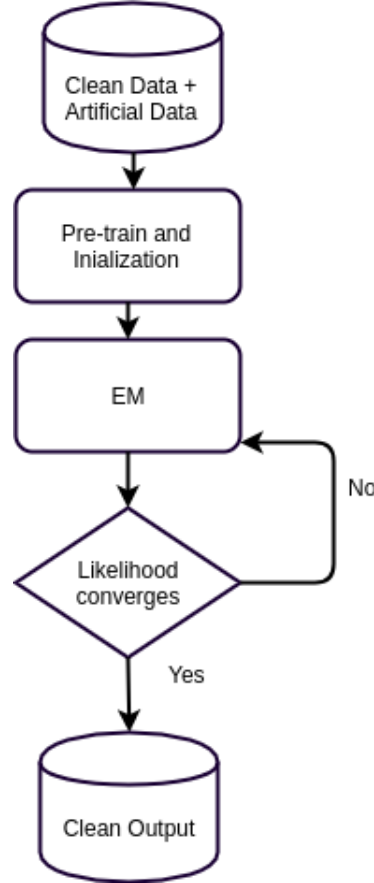 Clean Data +
Artificial Data
Pre-train and
Inialization
EM
No
Likelihood
converges
Yes
Clean Output